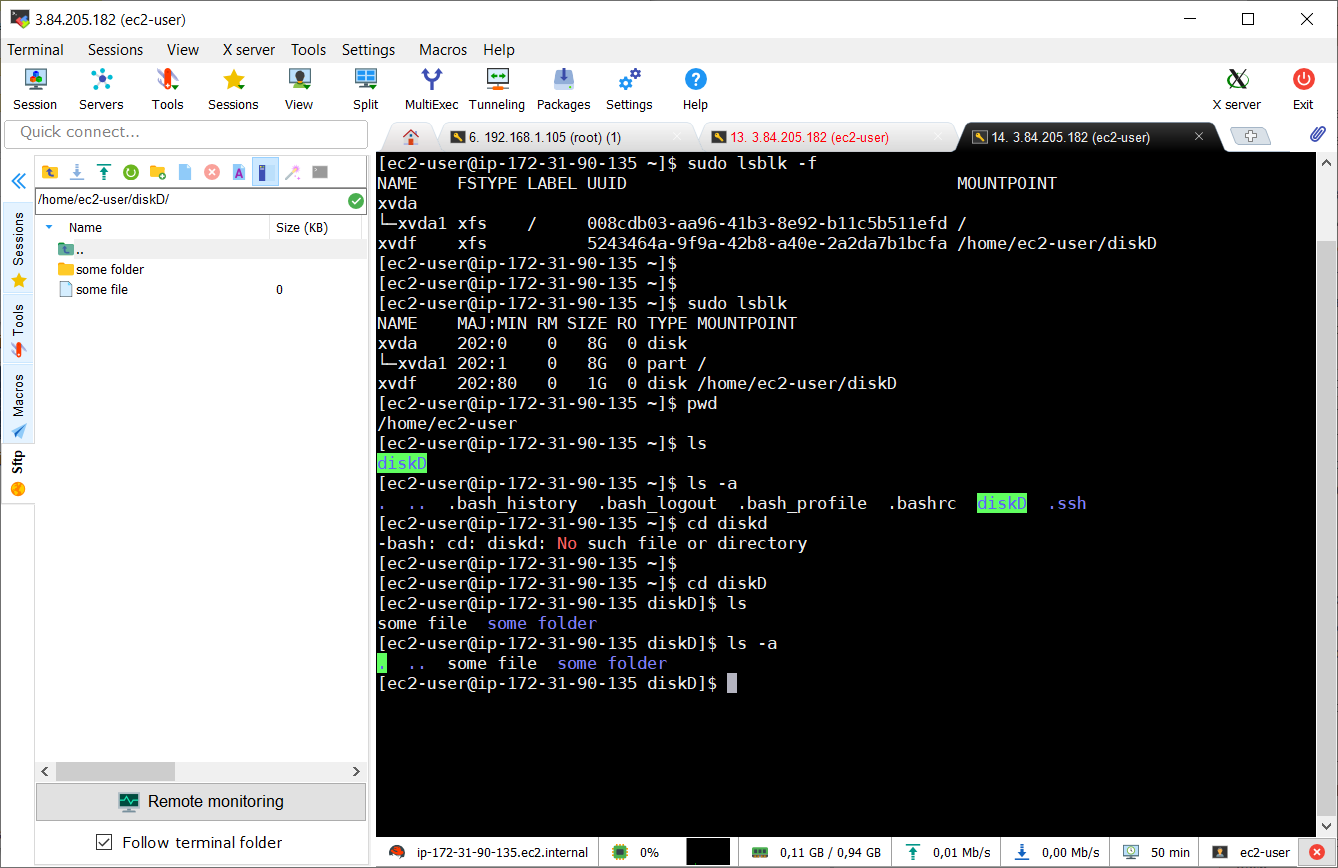 3.84.205.182 (ec2-user)
Terminal Sessions View X server Tools Settings Macros Help
Session Servers Tools Sessions View Split MultiExec Tunneling Packages Settings Help X server Exit
Quick connect...
6. 192.168.1.105 (root) (1) 13. 3.84.205.182 (ec2-user) 14. 3.84.205.182 (ec2-user)
Sessions
Tools
Macros
Sftp
/home/ec2-user/diskD/
Name Size (KB)
..
some folder
some file 0
Remote monitoring
Follow terminal folder
[ec2-user@ip-172-31-90-135 ~]$ sudo lsblk -f
NAME    FSTYPE LABEL UUID                                 MOUNTPOINT
xvda
└─xvda1 xfs    /     008cdb03-aa96-41b3-8e92-b11c5b511efd /
xvdf    xfs          5243464a-9f9a-42b8-a40e-2a2da7b1bcfa /home/ec2-user/diskD
[ec2-user@ip-172-31-90-135 ~]$
[ec2-user@ip-172-31-90-135 ~]$
[ec2-user@ip-172-31-90-135 ~]$ sudo lsblk
NAME    MAJ:MIN RM SIZE RO TYPE MOUNTPOINT
xvda    202:0    0   8G  0 disk
└─xvda1 202:1    0   8G  0 part /
xvdf    202:80   0   1G  0 disk /home/ec2-user/diskD
[ec2-user@ip-172-31-90-135 ~]$ pwd
/home/ec2-user
[ec2-user@ip-172-31-90-135 ~]$ ls
diskD
[ec2-user@ip-172-31-90-135 ~]$ ls -a
.  ..  .bash_history  .bash_logout  .bash_profile  .bashrc  diskD  .ssh
[ec2-user@ip-172-31-90-135 ~]$ cd diskd
-bash: cd: diskd: No such file or directory
[ec2-user@ip-172-31-90-135 ~]$
[ec2-user@ip-172-31-90-135 ~]$ cd diskD
[ec2-user@ip-172-31-90-135 diskD]$ ls
some file  some folder
[ec2-user@ip-172-31-90-135 diskD]$ ls -a
.  ..  some file  some folder
[ec2-user@ip-172-31-90-135 diskD]$
ip-172-31-90-135.ec2.internal 0% 0,11 GB / 0,94 GB 0,01 Mb/s 0,00 Mb/s 50 min ec2-user